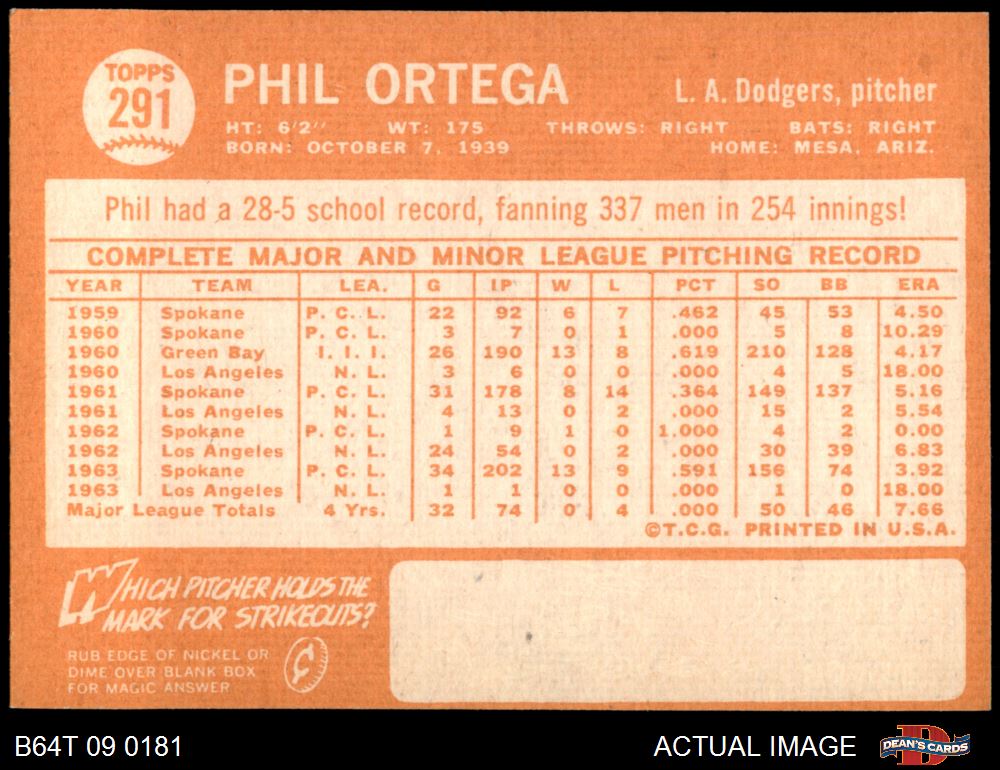 TOPPS
291
PHIL ORTEGA
L. A. Dodgers, pitcher
HT: 6'2" WT: 175 THROWS: RIGHT BATS: RIGHT
BORN: OCTOBER 7, 1939 HOME: MESA, ARIZ.
Phil had a 28-5 school record, fanning 337 men in 254 innings!
COMPLETE MAJOR AND MINOR LEAGUE PITCHING RECORD
YEAR TEAM LEA. G IP W L PCT SO BB ERA
1959 Spokane P. C. L. 22 92 6 7 .462 45 53 4.50
1960 Spokane P. C. L. 3 7 0 1 .000 5 8 10.29
1960 Green Bay I. I. I. 26 190 13 8 .619 210 128 4.17
1960 Los Angeles N. L. 3 6 0 0 .000 4 5 18.00
1961 Spokane P. C. L. 31 178 8 14 .364 149 137 5.16
1961 Los Angeles N. L. 4 13 0 2 .000 15 2 5.54
1962 Spokane P. C. L. 1 9 1 0 1.000 4 2 0.00
1962 Los Angeles N. L. 24 54 0 2 .000 30 39 6.83
1963 Spokane P. C. L. 34 202 13 9 .591 156 74 3.92
1963 Los Angeles N. L. 1 1 0 0 .000 1 0 18.00
Major League Totals 4 Yrs. 32 74 0 4 .000 50 46 7.66
©T.C.G. PRINTED IN U.S.A.
WHICH PITCHER HOLDS THE
MARK FOR STRIKEOUTS?
RUB EDGE OF NICKEL OR
DIME OVER BLANK BOX
FOR MAGIC ANSWER
¢
B64T 09 0181
ACTUAL IMAGE
D
DEAN'S CARDS